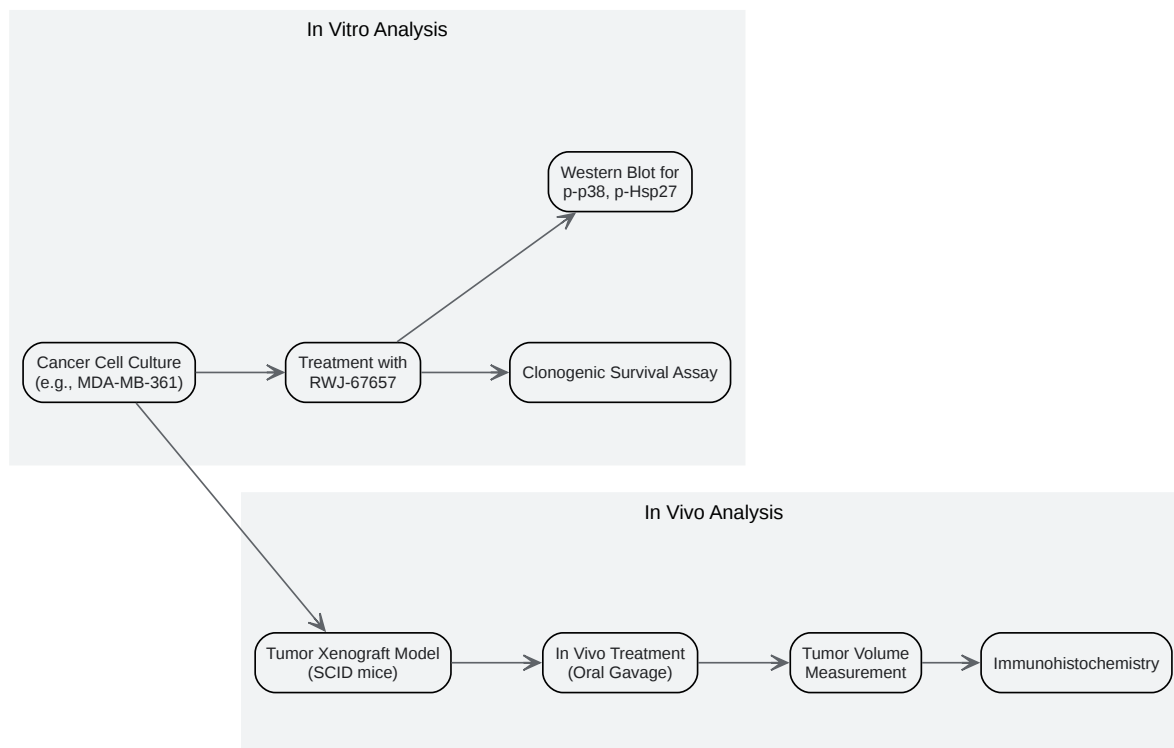 In Vitro Analysis
Western Blot for
p-p38, p-Hsp27
Cancer Cell Culture
(e.g., MDA-MB-361)
Treatment with
RWJ-67657
Clonogenic Survival Assay
In Vivo Analysis
Tumor Xenograft Model
(SCID mice)
In Vivo Treatment
(Oral Gavage)
Tumor Volume
Measurement
Immunohistochemistry